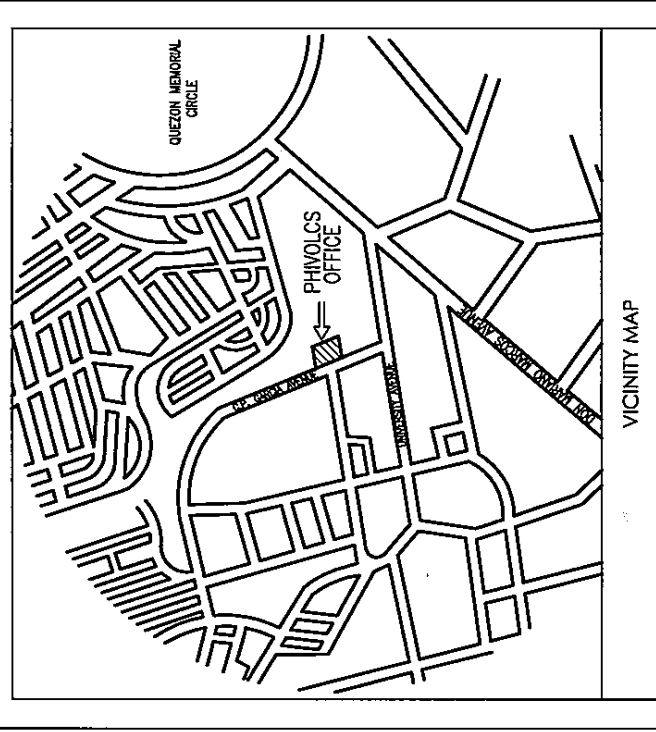 QUEZON MEMORIAL
CIRCLE
PHIVOLCS
OFFICE
C.P. GARCIA AVENUE
UNIVERSITY AVENUE
DON MARIANO MARCOS AVENUE
VICINITY MAP